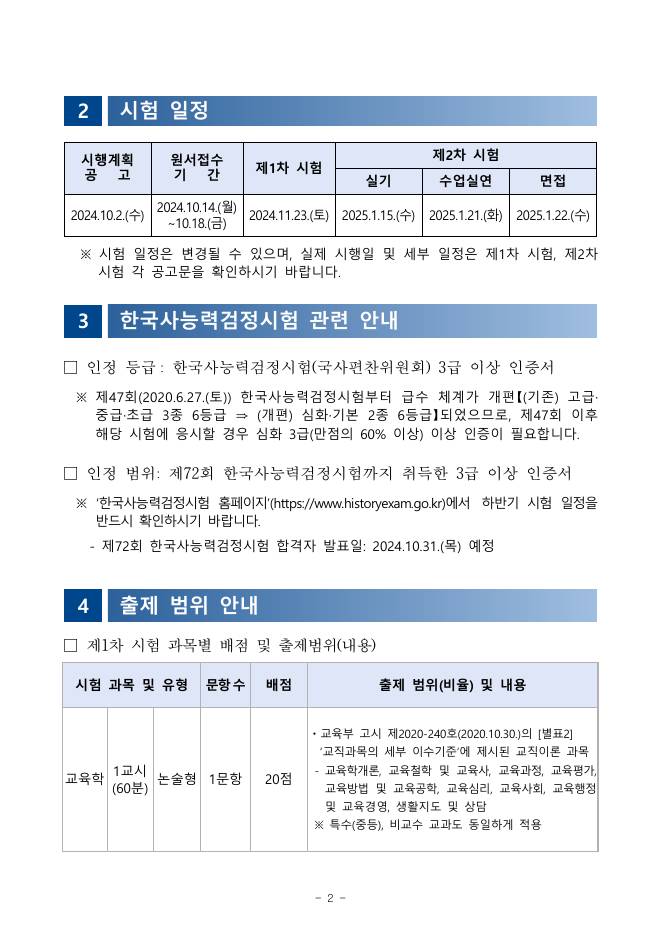 2 시험 일정
시행계획 공 고 원서접수 기 간 제1차 시험 제2차 시험
실기 수업실연 면접
2024.10.2.(수) 2024.10.14.(월) ~10.18.(금) 2024.11.23.(토) 2025.1.15.(수) 2025.1.21.(화) 2025.1.22.(수)
※ 시험 일정은 변경될 수 있으며, 실제 시행일 및 세부 일정은 제1차 시험, 제2차
시험 각 공고문을 확인하시기 바랍니다.
3 한국사능력검정시험 관련 안내
□ 인정 등급 : 한국사능력검정시험(국사편찬위원회) 3급 이상 인증서
※ 제47회(2020.6.27.(토)) 한국사능력검정시험부터 급수 체계가 개편【(기존) 고급·
중급·초급 3종 6등급 ⇒ (개편) 심화·기본 2종 6등급】되었으므로, 제47회 이후
해당 시험에 응시할 경우 심화 3급(만점의 60% 이상) 이상 인증이 필요합니다.
□ 인정 범위: 제72회 한국사능력검정시험까지 취득한 3급 이상 인증서
※ '한국사능력검정시험 홈페이지'(https://www.historyexam.go.kr)에서 하반기 시험 일정을
반드시 확인하시기 바랍니다.
- 제72회 한국사능력검정시험 합격자 발표일: 2024.10.31.(목) 예정
4 출제 범위 안내
□ 제1차 시험 과목별 배점 및 출제범위(내용)
시험 과목 및 유형 문항수 배점 출제 범위(비율) 및 내용
교육학 1교시 (60분) 논술형 1문항 20점
• 교육부 고시 제2020-240호(2020.10.30.)의 [별표2]
'교직과목의 세부 이수기준'에 제시된 교직이론 과목
- 교육학개론, 교육철학 및 교육사, 교육과정, 교육평가,
교육방법 및 교육공학, 교육심리, 교육사회, 교육행정
및 교육경영, 생활지도 및 상담
※ 특수(중등), 비교수 교과도 동일하게 적용
- 2 -